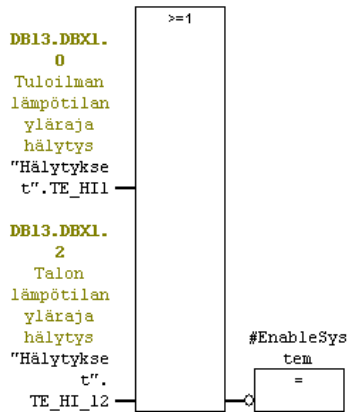 >=1
DB13.DBX1.
0
Tuloilman
lämpötilan
yläraja
hälytys
"Hälytykse
t".TE_HI1
DB13.DBX1.
2
Talon
lämpötilan
yläraja
hälytys
"Hälytykse
t".
TE_HI_12
#EnableSys
tem
=